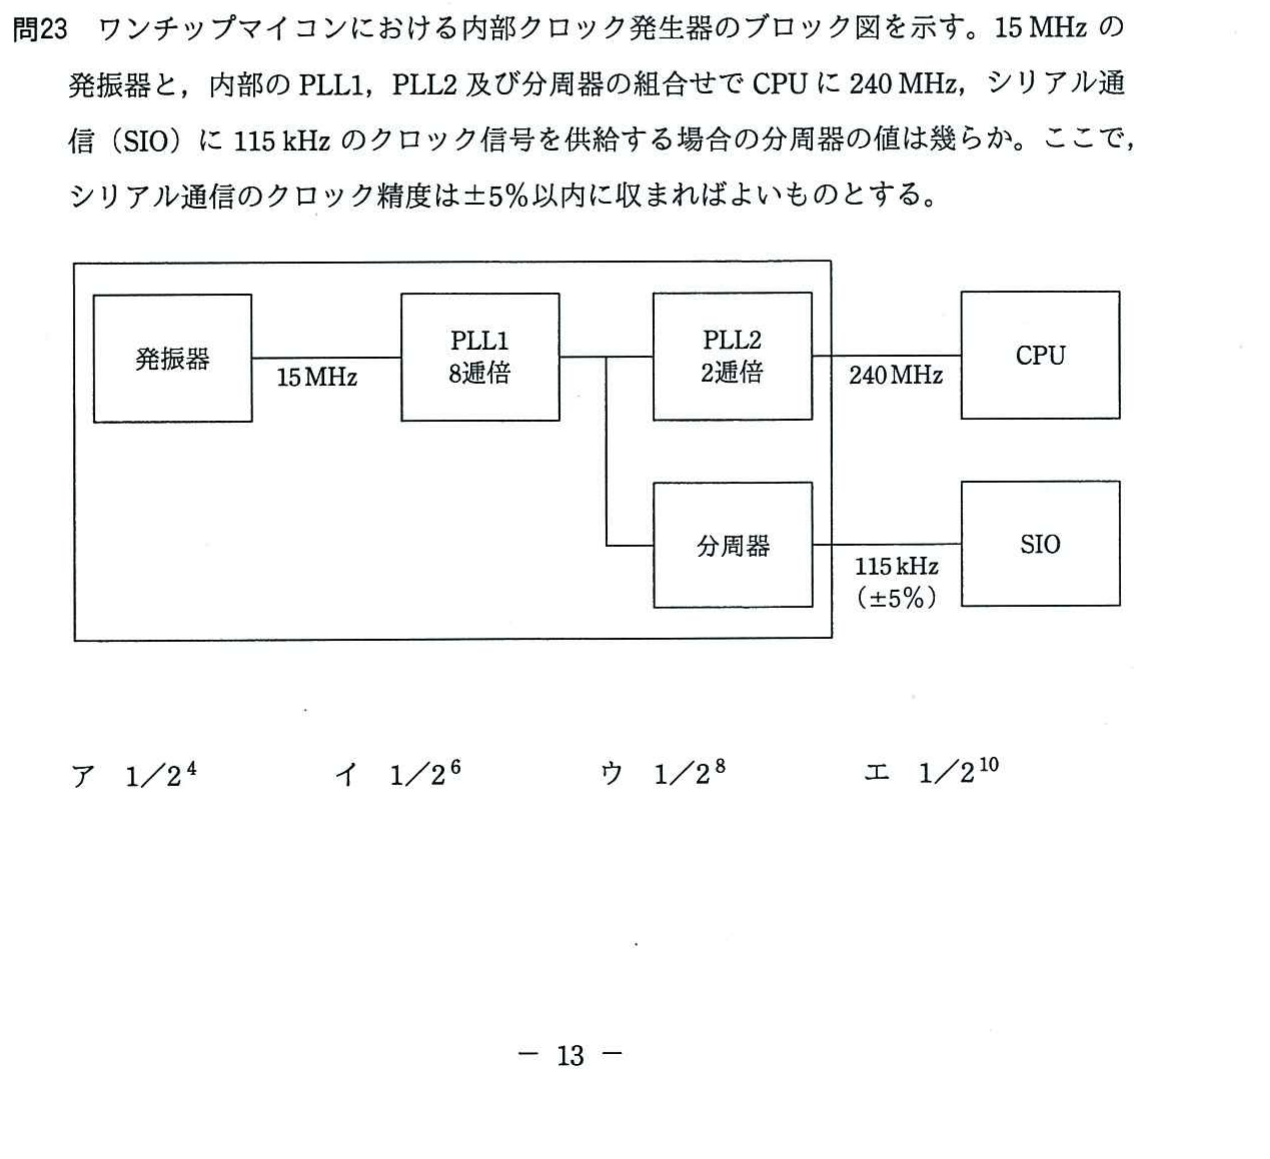 問23 ワンチップマイコンにおける内部クロック発生器のブロック図を示す。15 MHz の
発振器と，内部の PLL1，PLL2 及び分周器の組合せで CPU に 240 MHz，シリアル通
信（SIO）に 115 kHz のクロック信号を供給する場合の分周器の値は幾らか。ここで，
シリアル通信のクロック精度は±5％以内に収まればよいものとする。
発振器
15 MHz
PLL1
8逓倍
PLL2
2逓倍
240 MHz
CPU
分周器
115 kHz
（±5％）
SIO
ア 1／2⁴ イ 1／2⁶ ウ 1／2⁸ エ 1／2¹⁰
－ 13 －